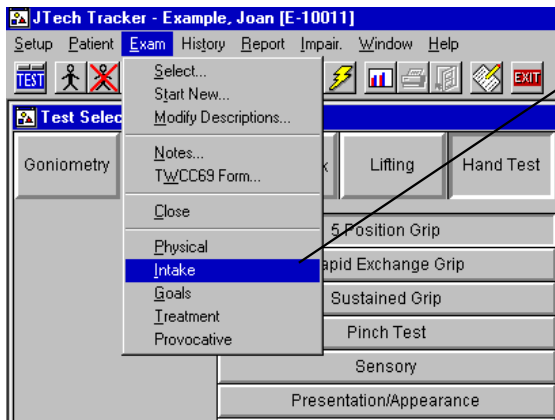 JTech Tracker - Example, Joan [E-10011]
Setup Patient Exam History Report Impair. Window Help
TEST EXIT
Test Selec
Select...
Start New...
Modify Descriptions...
Notes...
TWCC69 Form...
Close
Physical
Intake
Goals
Treatment
Provocative
Goniometry x Lifting Hand Test
5 Position Grip
apid Exchange Grip
Sustained Grip
Pinch Test
Sensory
Presentation/Appearance